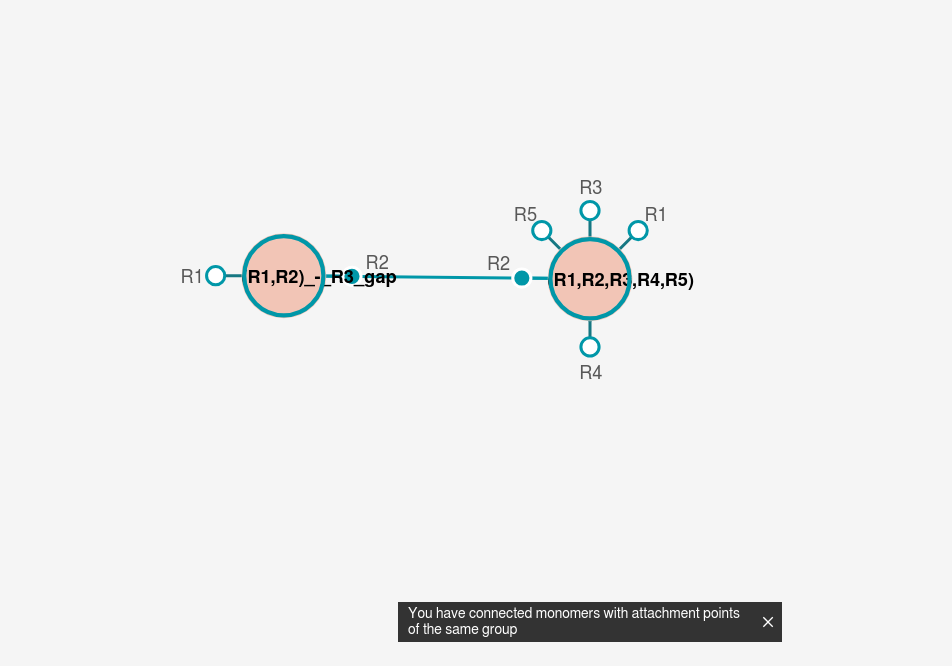 R3
R5
R1
R2
R2
R1
R1,R2)_-_R3_gap
R1,R2,R3,R4,R5)
R4
You have connected monomers with attachment points
of the same group